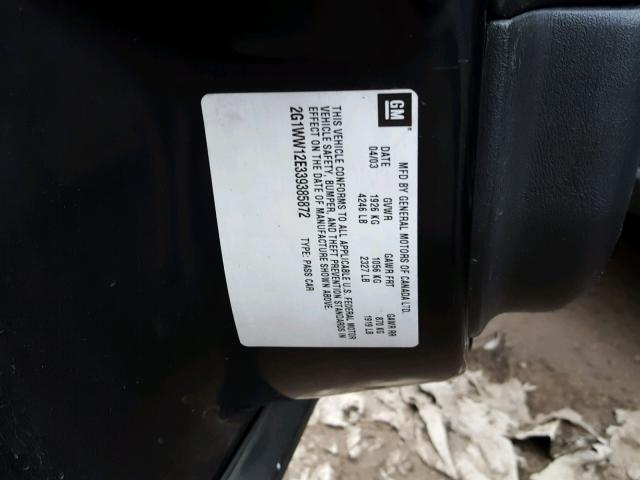 GM
MFD BY GENERAL MOTORS OF CANADA LTD.
DATE GVWR GAWR FRT GAWR RR
04/03 1926 KG 1056 KG 870 KG
4246 LB 2327 LB 1919 LB
THIS VEHICLE CONFORMS TO ALL APPLICABLE U.S. FEDERAL MOTOR
VEHICLE SAFETY, BUMPER, AND THEFT PREVENTION STANDARDS IN
EFFECT ON THE DATE OF MANUFACTURE SHOWN ABOVE.
2G1WW12E339385872 TYPE: PASS CAR